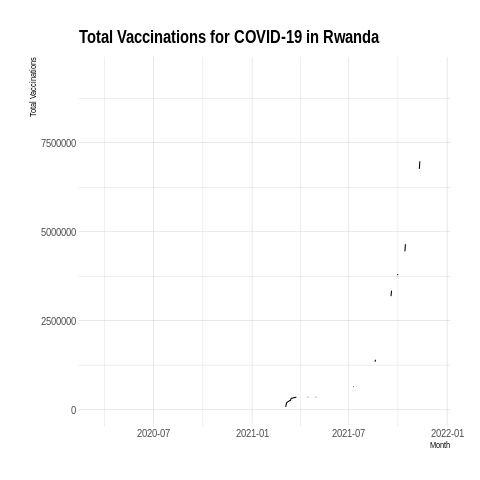 Total Vaccinations for COVID-19 in Rwanda
Total Vaccinations
7500000
5000000
2500000
0
2020-07
2021-01
2021-07
2022-01
Month